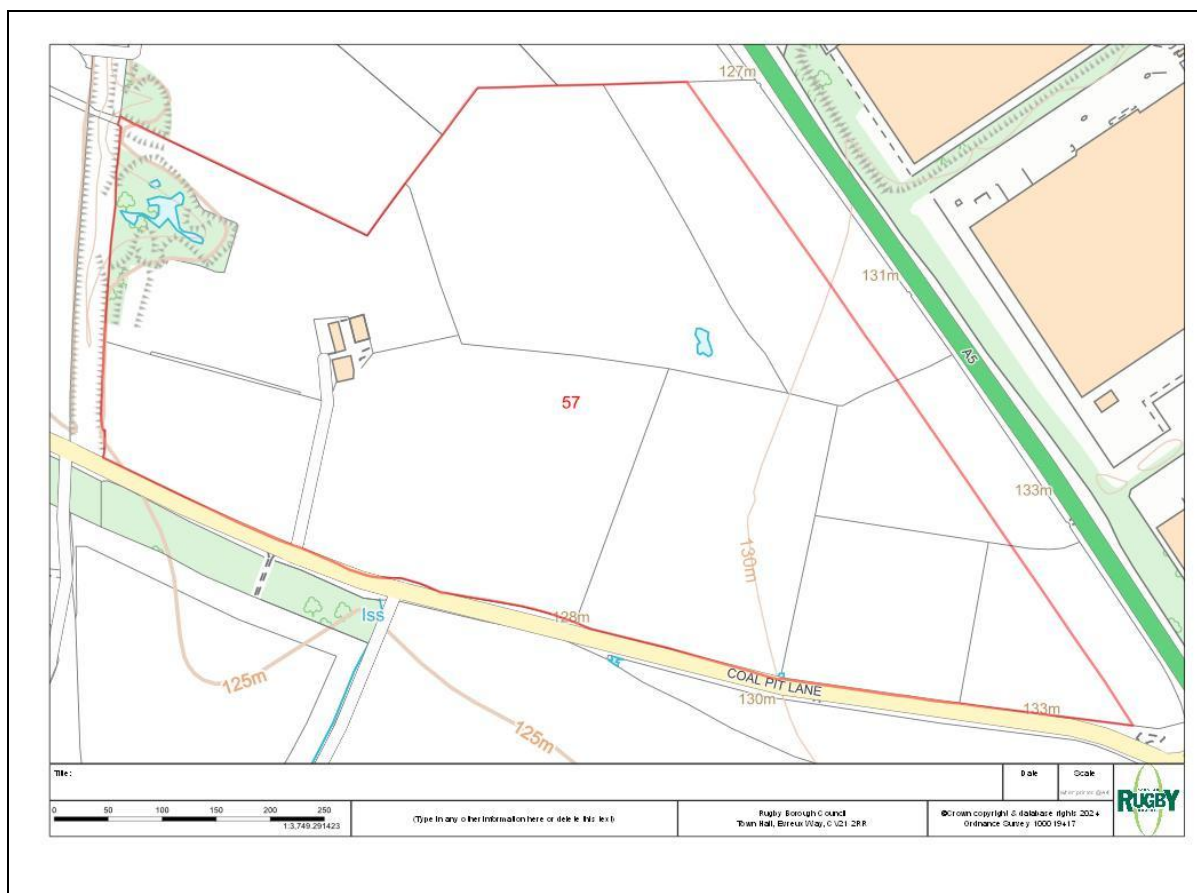 127m
131m
A5
57
133m
130m
128m
Iss
125m
COAL PIT LANE
130m
133m
125m
Title:
Date
Scale
0 50 100 150 200 250
1:3,749.291423
(Type in any other information here or delete this text)
Rugby Borough Council
Town Hall, Evreux Way, CV21 2RR
©Crown copyright & database rights 2024
Ordnance Survey 100019417
RUGBY